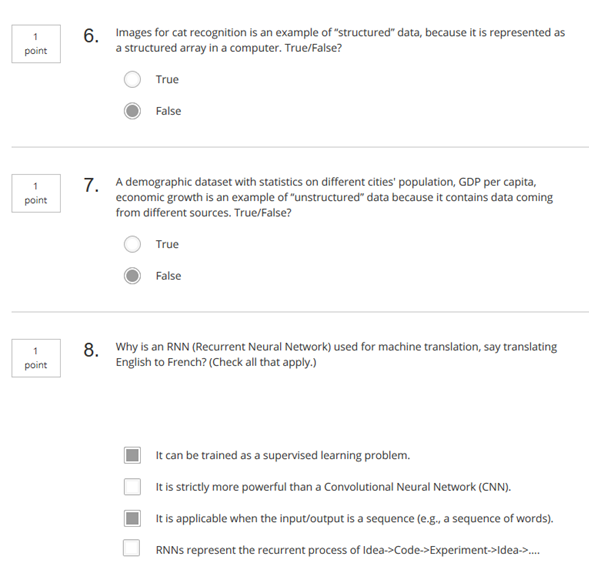 1
point
6.
Images for cat recognition is an example of “structured” data, because it is represented as
a structured array in a computer. True/False?
True
False
1
point
7.
A demographic dataset with statistics on different cities' population, GDP per capita,
economic growth is an example of “unstructured” data because it contains data coming
from different sources. True/False?
True
False
1
point
8.
Why is an RNN (Recurrent Neural Network) used for machine translation, say translating
English to French? (Check all that apply.)
It can be trained as a supervised learning problem.
It is strictly more powerful than a Convolutional Neural Network (CNN).
It is applicable when the input/output is a sequence (e.g., a sequence of words).
RNNs represent the recurrent process of Idea->Code->Experiment->Idea->....